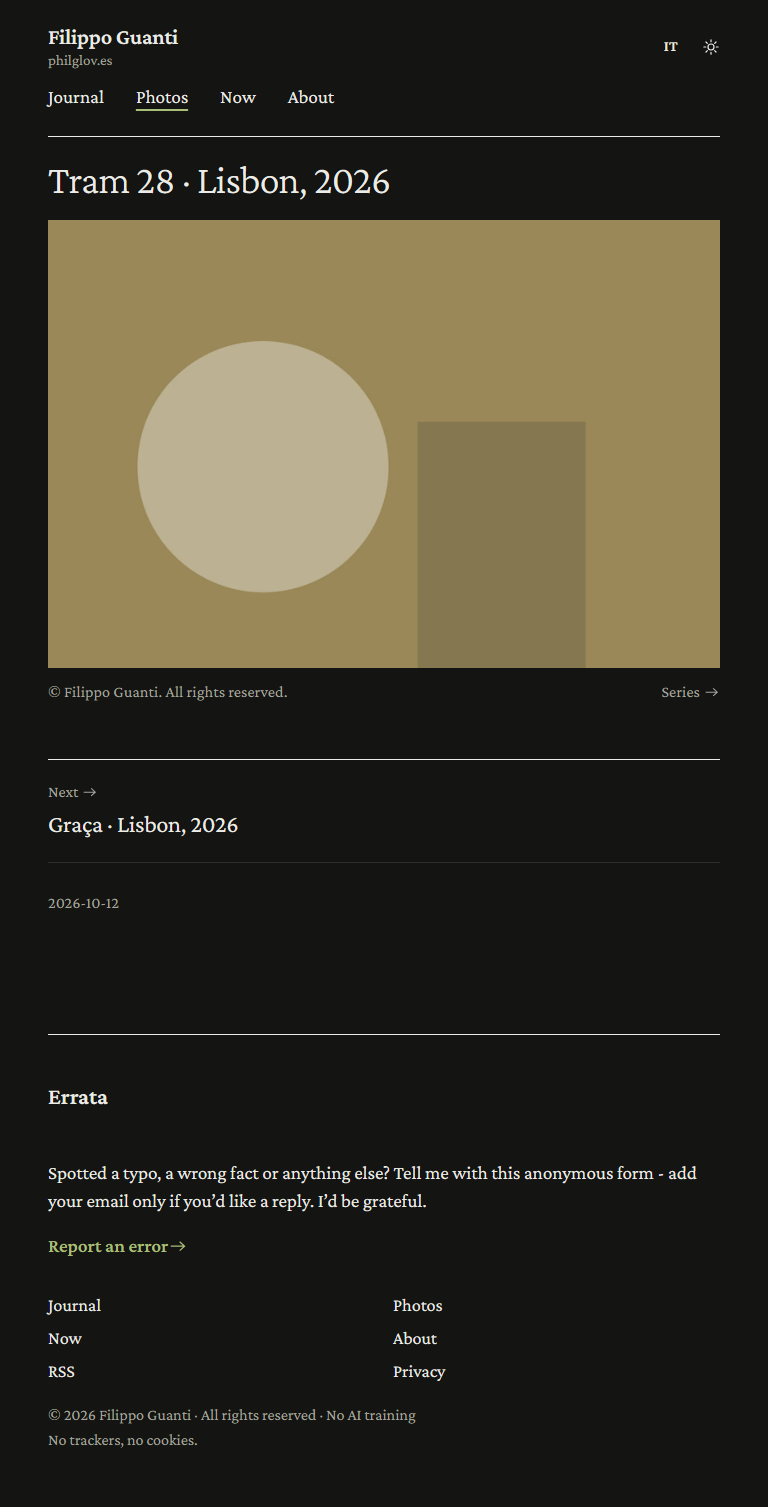 Filippo Guanti
philglov.es
IT
Journal Photos Now About
Tram 28 · Lisbon, 2026
© Filippo Guanti. All rights reserved.
Series →
Next →
Graça · Lisbon, 2026
2026-10-12
Errata
Spotted a typo, a wrong fact or anything else? Tell me with this anonymous form - add
your email only if you’d like a reply. I’d be grateful.
Report an error →
Journal Photos
Now About
RSS Privacy
© 2026 Filippo Guanti · All rights reserved · No AI training
No trackers, no cookies.